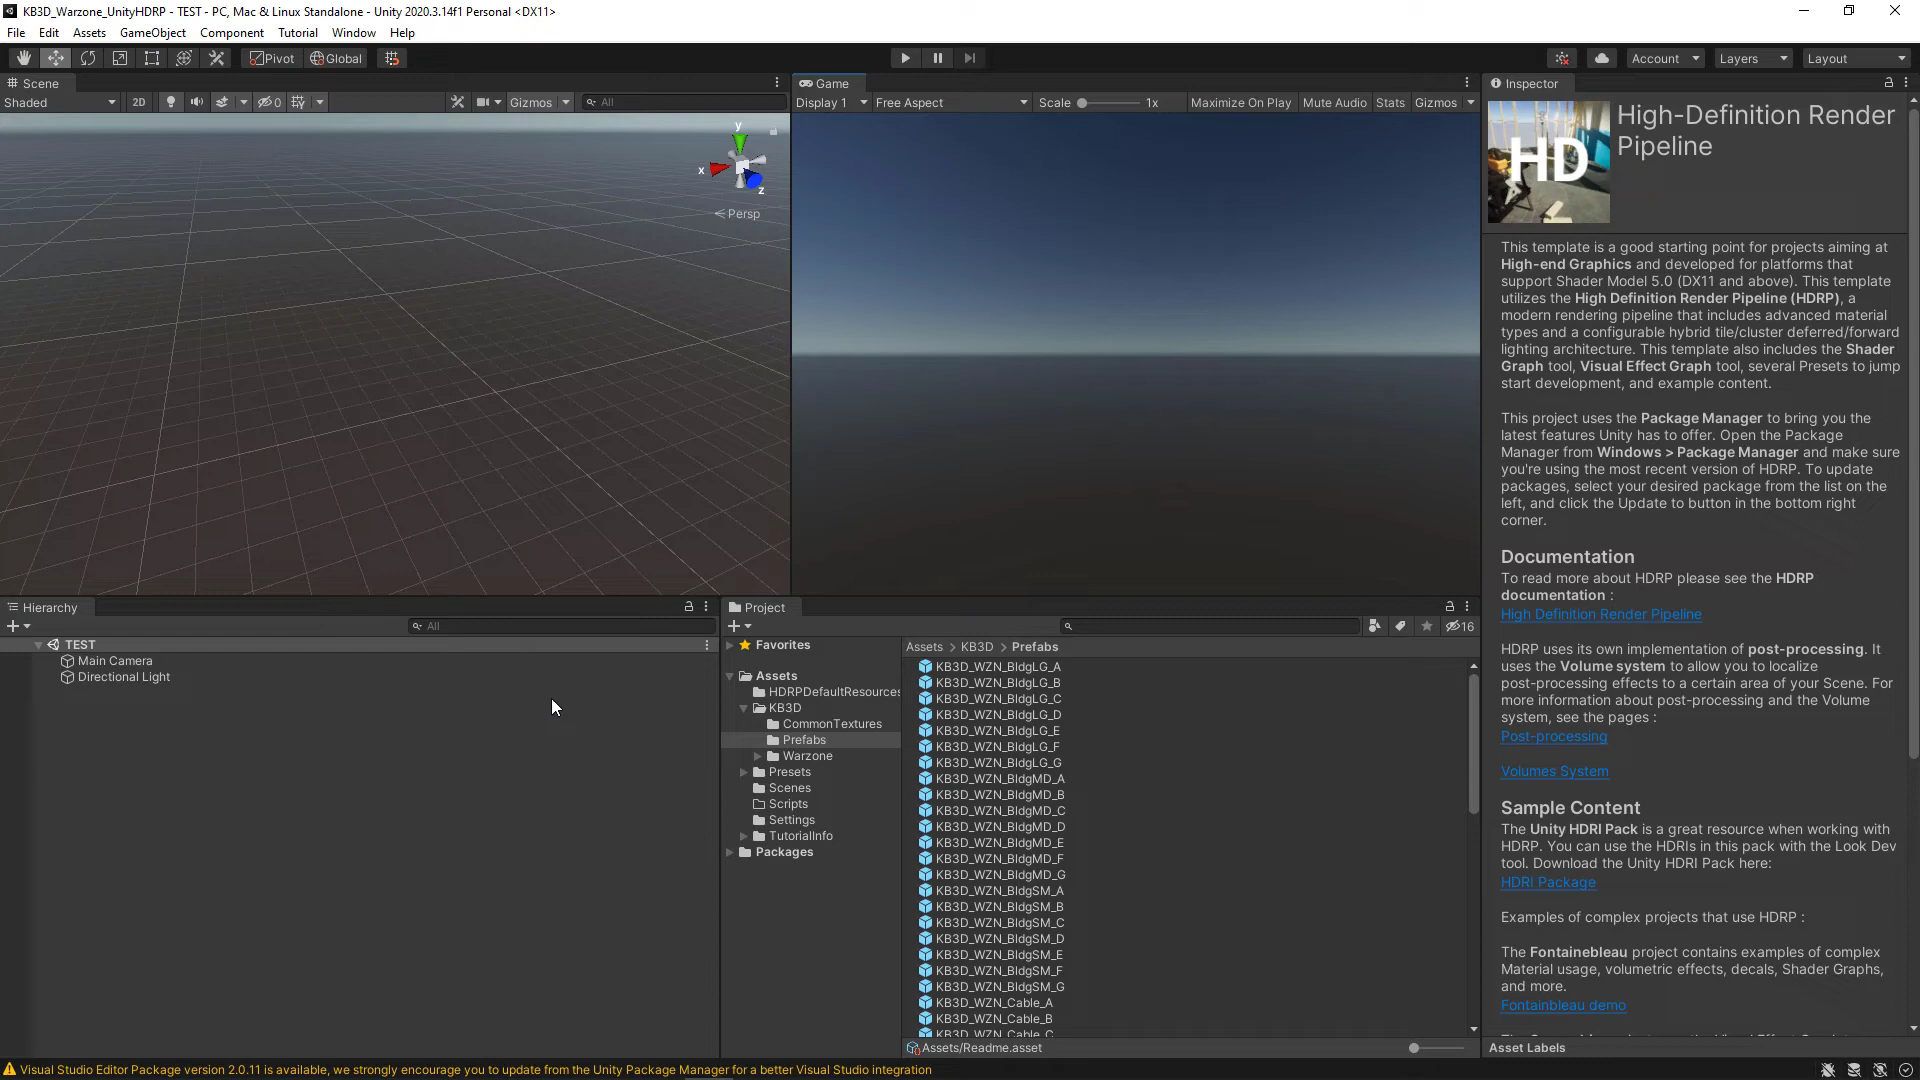 KB3D_Warzone_UnityHDRP - TEST - PC, Mac & Linux Standalone - Unity 2020.3.14f1 Personal <DX11>
File Edit Assets GameObject Component Tutorial Window Help
Pivot Global Account Layers Layout
Scene
Shaded 2D 0 Gizmos All
y
x
z
Persp
Game
Display 1 Free Aspect Scale 1x Maximize On Play Mute Audio Stats Gizmos
Hierarchy
All
TEST
Main Camera
Directional Light
Project
16
Favorites
Assets
HDRPDefaultResources
KB3D
CommonTextures
Prefabs
Warzone
Presets
Scenes
Scripts
Settings
TutorialInfo
Packages
Assets > KB3D > Prefabs
KB3D_WZN_BldgLG_A
KB3D_WZN_BldgLG_B
KB3D_WZN_BldgLG_C
KB3D_WZN_BldgLG_D
KB3D_WZN_BldgLG_E
KB3D_WZN_BldgLG_F
KB3D_WZN_BldgLG_G
KB3D_WZN_BldgMD_A
KB3D_WZN_BldgMD_B
KB3D_WZN_BldgMD_C
KB3D_WZN_BldgMD_D
KB3D_WZN_BldgMD_E
KB3D_WZN_BldgMD_F
KB3D_WZN_BldgMD_G
KB3D_WZN_BldgSM_A
KB3D_WZN_BldgSM_B
KB3D_WZN_BldgSM_C
KB3D_WZN_BldgSM_D
KB3D_WZN_BldgSM_E
KB3D_WZN_BldgSM_F
KB3D_WZN_BldgSM_G
KB3D_WZN_Cable_A
KB3D_WZN_Cable_B
KB3D_WZN_Cable_C
Assets/Readme.asset
Inspector
HD
High-Definition Render
Pipeline
This template is a good starting point for projects aiming at
High-end Graphics and developed for platforms that
support Shader Model 5.0 (DX11 and above). This template
utilizes the High Definition Render Pipeline (HDRP), a
modern rendering pipeline that includes advanced material
types and a configurable hybrid tile/cluster deferred/forward
lighting architecture. This template also includes the Shader
Graph tool, Visual Effect Graph tool, several Presets to jump
start development, and example content.
This project uses the Package Manager to bring you the
latest features Unity has to offer. Open the Package
Manager from Windows > Package Manager and make sure
you're using the most recent version of HDRP. To update
packages, select your desired package from the list on the
left, and click the Update to button in the bottom right
corner.
Documentation
To read more about HDRP please see the HDRP
documentation :
High Definition Render Pipeline
HDRP uses its own implementation of post-processing. It
uses the Volume system to allow you to localize
post-processing effects to a certain area of your Scene. For
more information about post-processing and the Volume
system, see the pages :
Post-processing
Volumes System
Sample Content
The Unity HDRI Pack is a great resource when working with
HDRP. You can use the HDRIs in this pack with the Look Dev
tool. Download the Unity HDRI Pack here:
HDRI Package
Examples of complex projects that use HDRP :
The Fontainebleau project contains examples of complex
Material usage, volumetric effects, decals, Shader Graphs,
and more.
Fontainbleau demo
Asset Labels
Visual Studio Editor Package version 2.0.11 is available, we strongly encourage you to update from the Unity Package Manager for a better Visual Studio integration